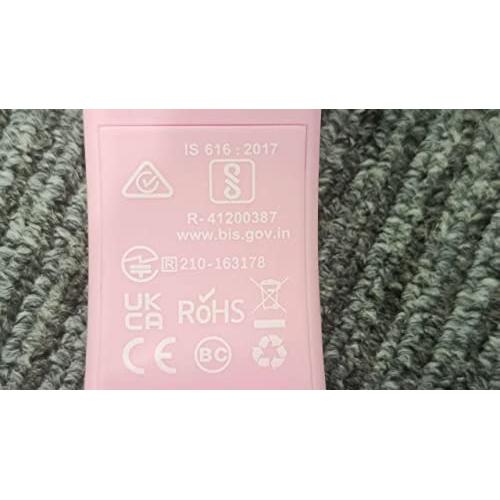 IS 616 : 2017
R-41200387
www.bis.gov.in
R 210-163178
UK
CA
RoHS
CE
BC